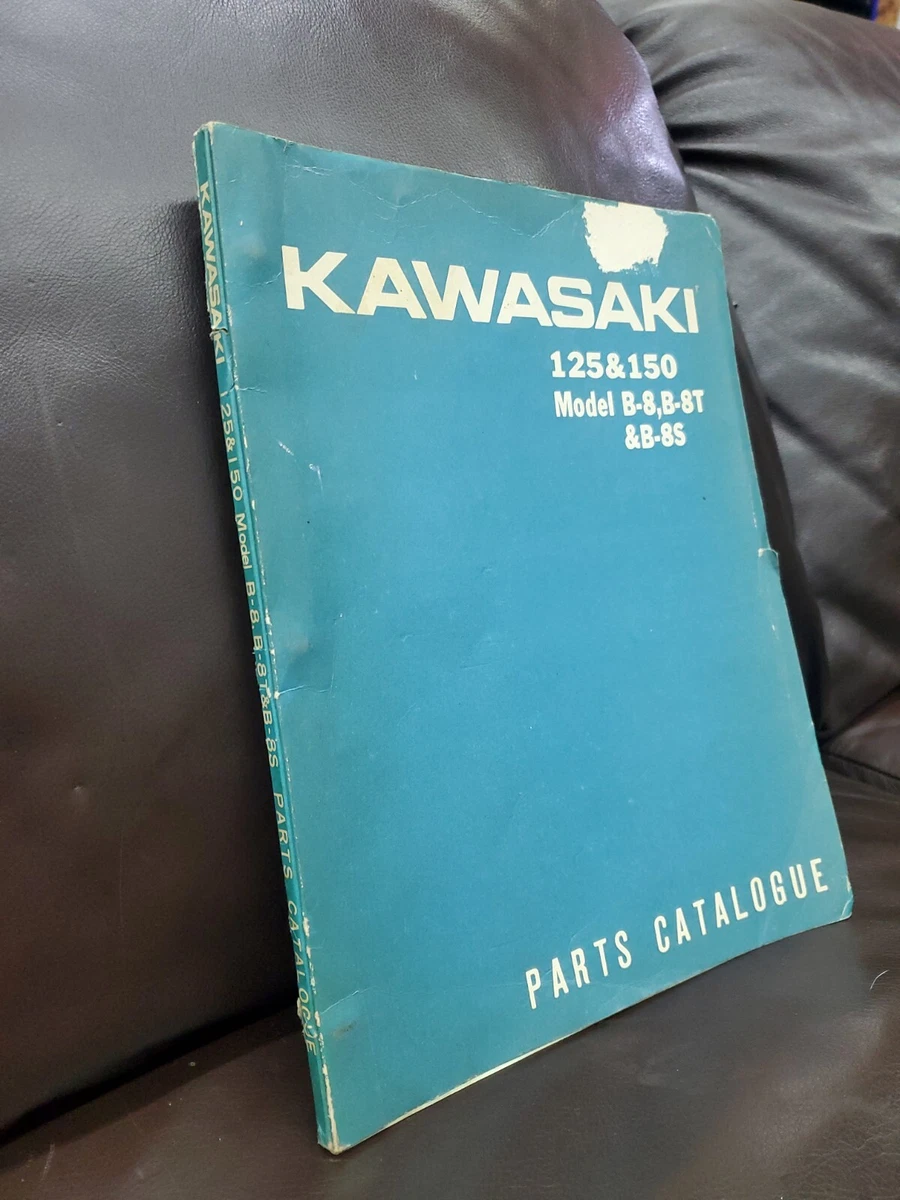 KAWASAKI
125&150
Model B-8,B-8T
&B-8S
PARTS CATALOGUE
KAWASAKI 125&150 Model B-8,B-8T&B-8S PARTS CATALOGUE